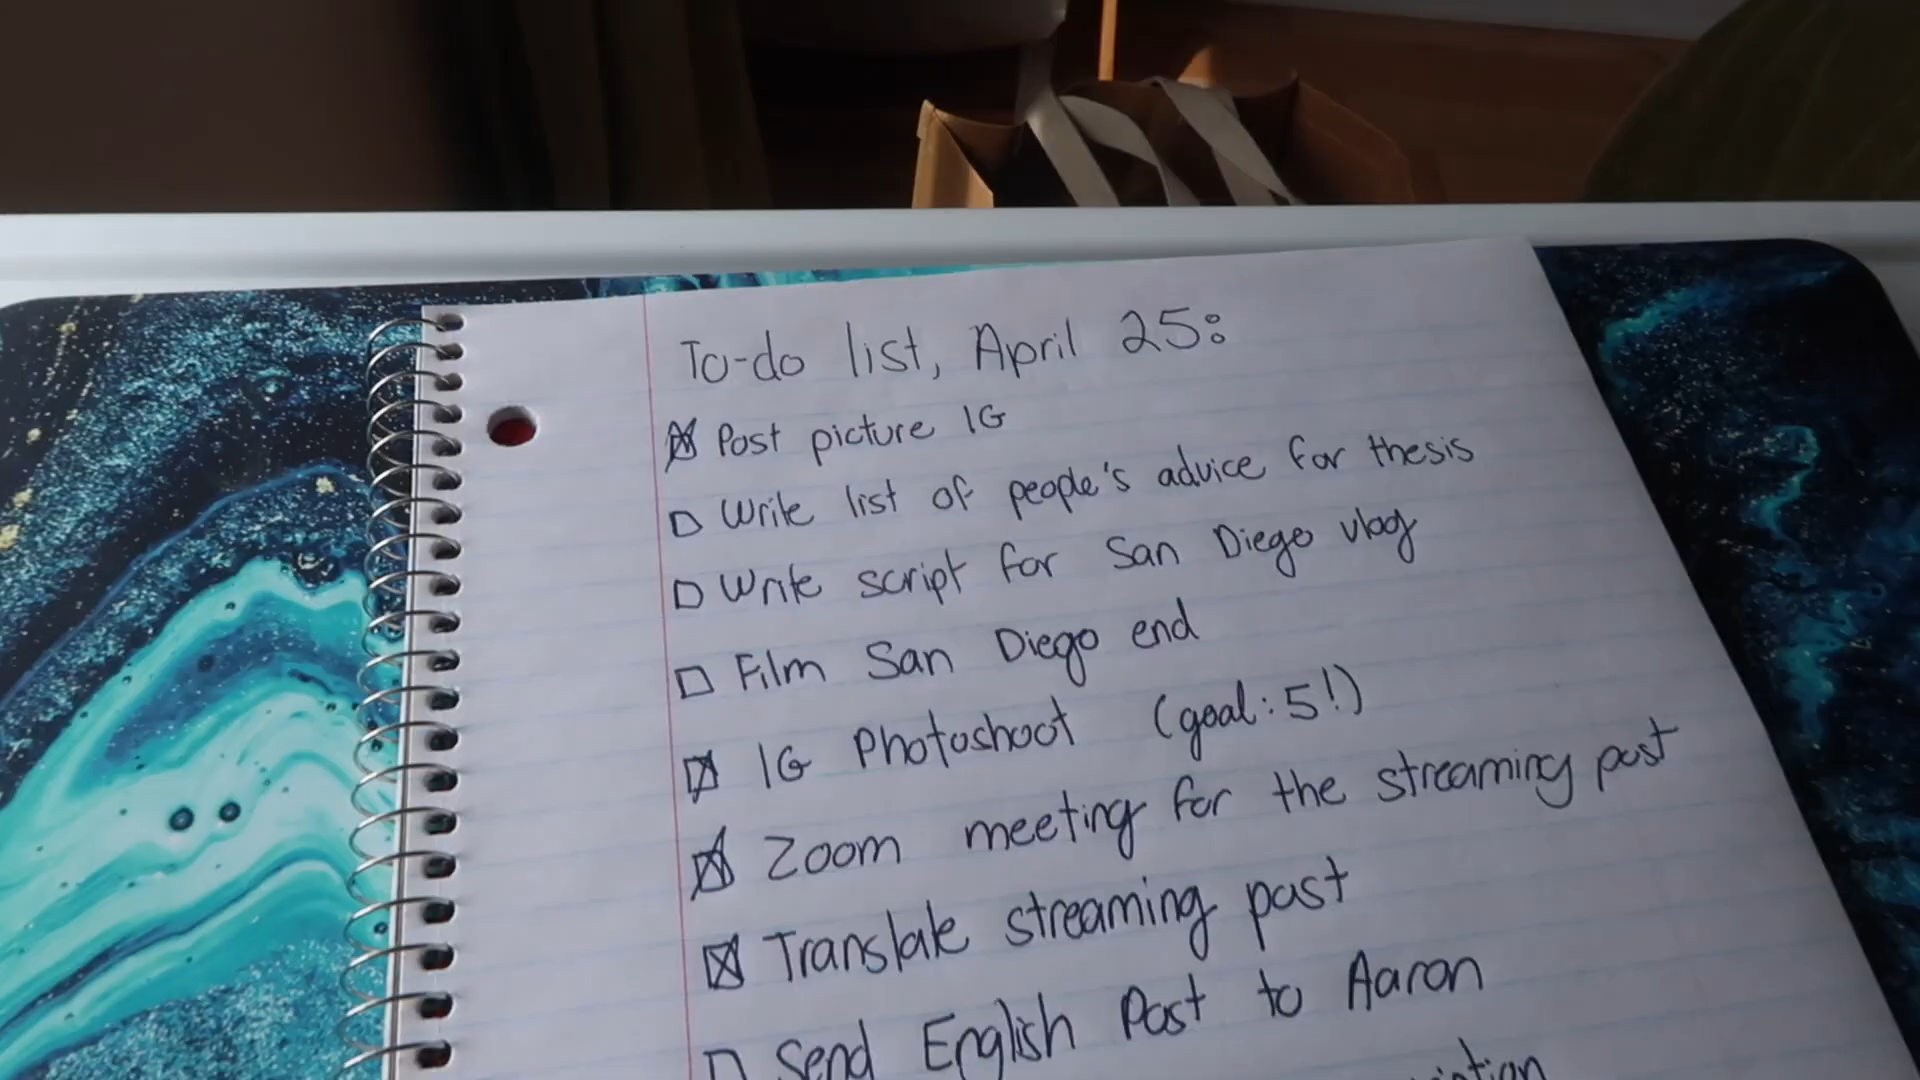 To-do list, April 25:
☒ Post picture IG
☐ Write list of people's advice for thesis
☐ Write script for San Diego vlog
☐ Film San Diego end
☒ IG Photoshoot (goal: 5!)
☒ Zoom meeting for the streaming post
☒ Translate streaming post
☐ Send English Post to Aaron